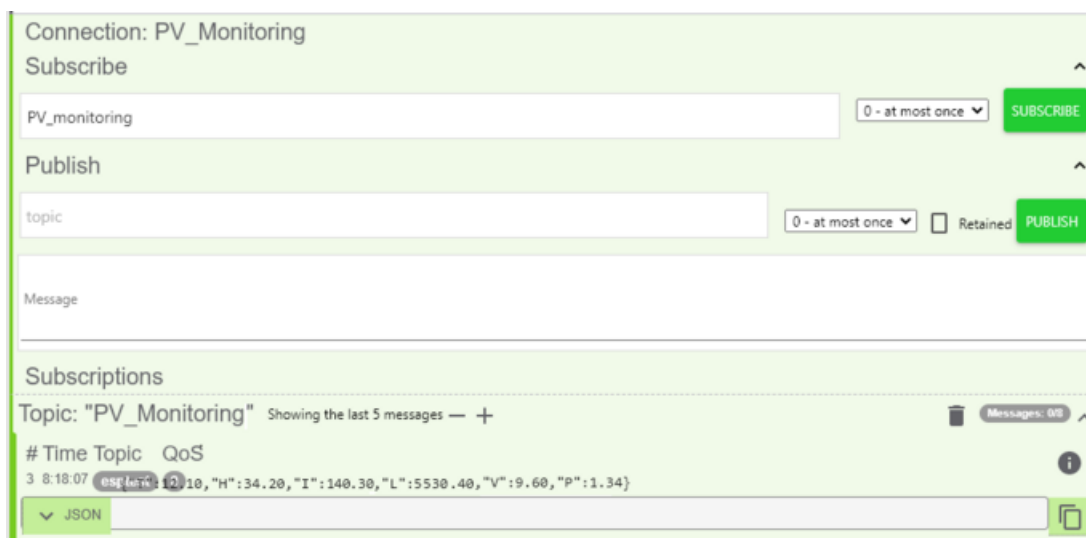 Connection: PV_Monitoring
Subscribe
PV_monitoring
0 - at most once
SUBSCRIBE
Publish
topic
0 - at most once
Retained
PUBLISH
Message
Subscriptions
Topic: "PV_Monitoring" Showing the last 5 messages — +
Messages: 0/8
# Time Topic QoS
3 8:18:07 10,"H":34.20,"I":140.30,"L":5530.40,"V":9.60,"P":1.34}
JSON